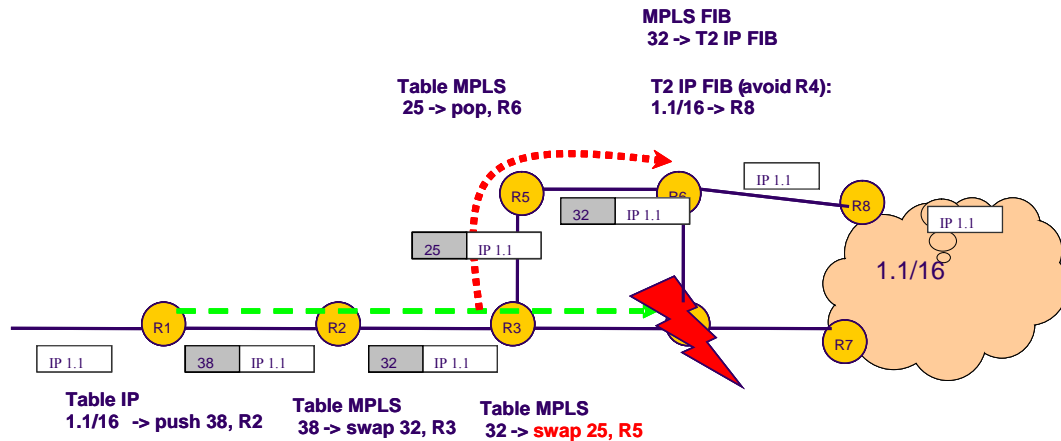 MPLS FIB
32 -> T2 IP FIB
Table MPLS
25 -> pop, R6
T2 IP FIB (avoid R4):
1.1/16 -> R8
IP 1.1
R5
R6
R8
32 IP 1.1
IP 1.1
25 IP 1.1
1.1/16
R1
R2
R3
R7
IP 1.1
38 IP 1.1
32 IP 1.1
Table IP
1.1/16 -> push 38, R2
Table MPLS
38 -> swap 32, R3
Table MPLS
32 -> swap 25, R5